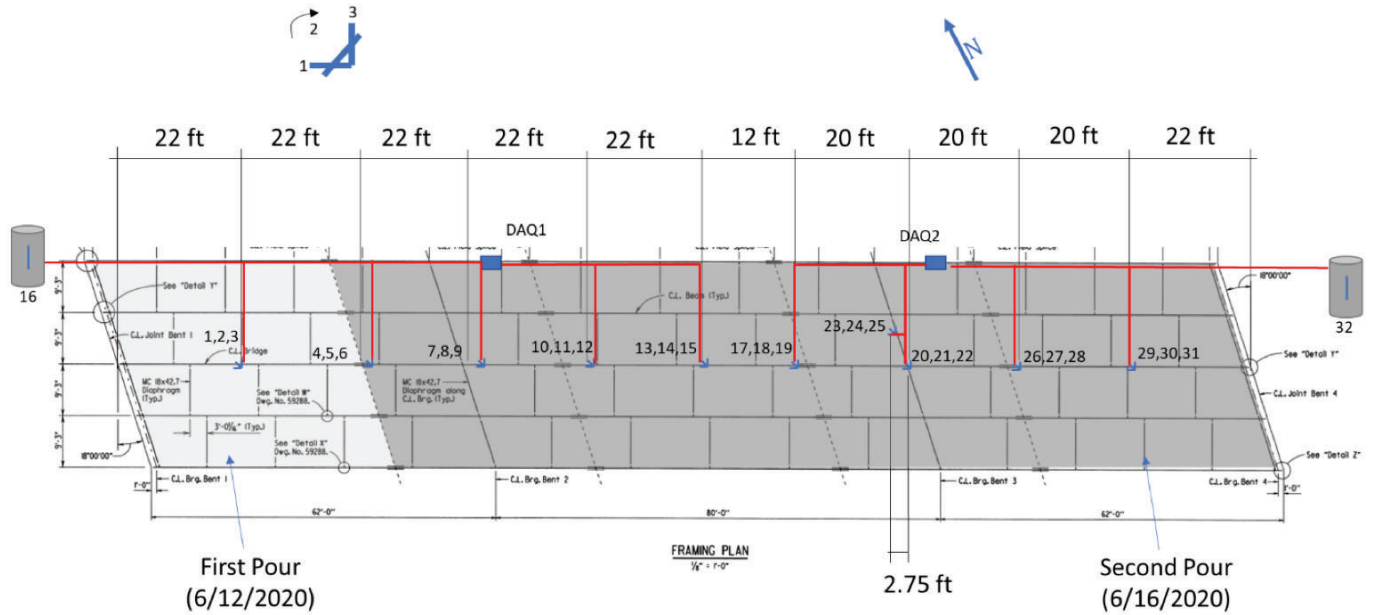 3
2
1
N
22 ft 22 ft 22 ft 22 ft 22 ft 12 ft 20 ft 20 ft 20 ft 22 ft
DAQ1 DAQ2
16
32
9'-3"
9'-3"
9'-3"
9'-3"
See "Detail Y"
C.L. Joint Bent 1
C.L. Beam (Typ.)
18°00'00"
1,2,3
C.L. Bridge
4,5,6
7,8,9
10,11,12
13,14,15
17,18,19
23,24,25
20,21,22
26,27,28
29,30,31
See "Detail Y"
MC 18x42.7
Diaphragm
(Typ.)
See "Detail W"
Dwg. No. 59288.
MC 18x42.7
Diaphragm along
C.L. Brg. (Typ.)
C.L. Joint Bent 4
18°00'00"
See "Detail X"
Dwg. No. 59288.
See "Detail Z"
1'-0"
C.L. Brg. Bent 1
C.L. Brg. Bent 2
C.L. Brg. Bent 3
C.L. Brg. Bent 4
1'-0"
62'-0" 80'-0" 62'-0"
FRAMING PLAN
2.75 ft
First Pour
(6/12/2020)
Second Pour
(6/16/2020)